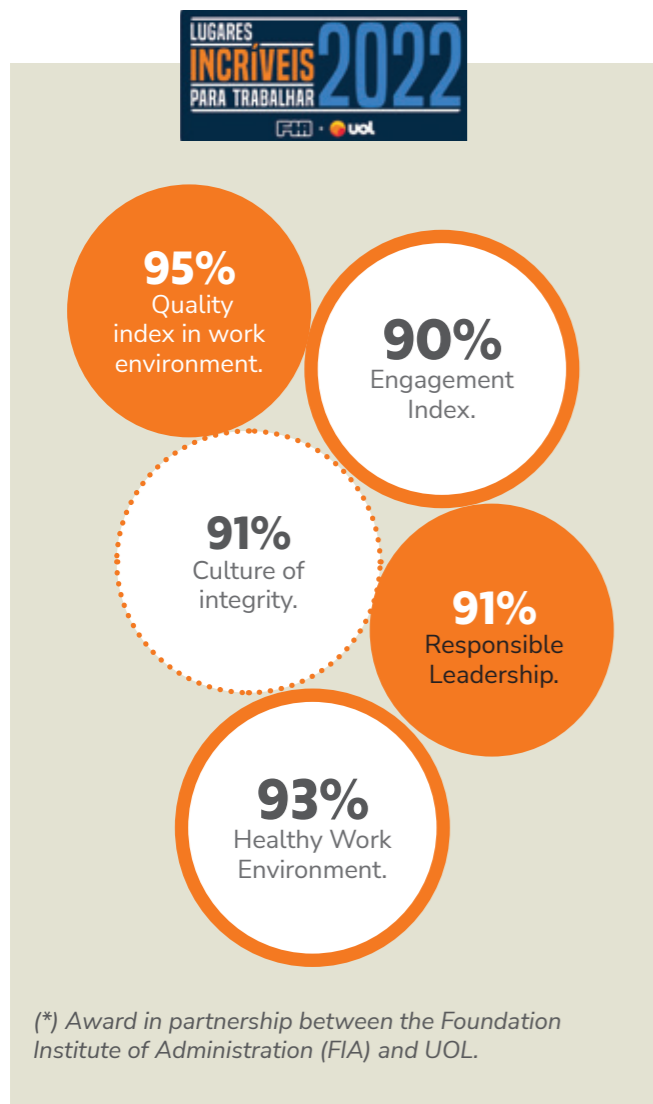 LUGARES
INCRÍVEIS
PARA TRABALHAR
2022
FIA · UOL
95%
Quality
index in work
environment.
90%
Engagement
Index.
91%
Culture of
integrity.
91%
Responsible
Leadership.
93%
Healthy Work
Environment.
(*) Award in partnership between the Foundation
Institute of Administration (FIA) and UOL.